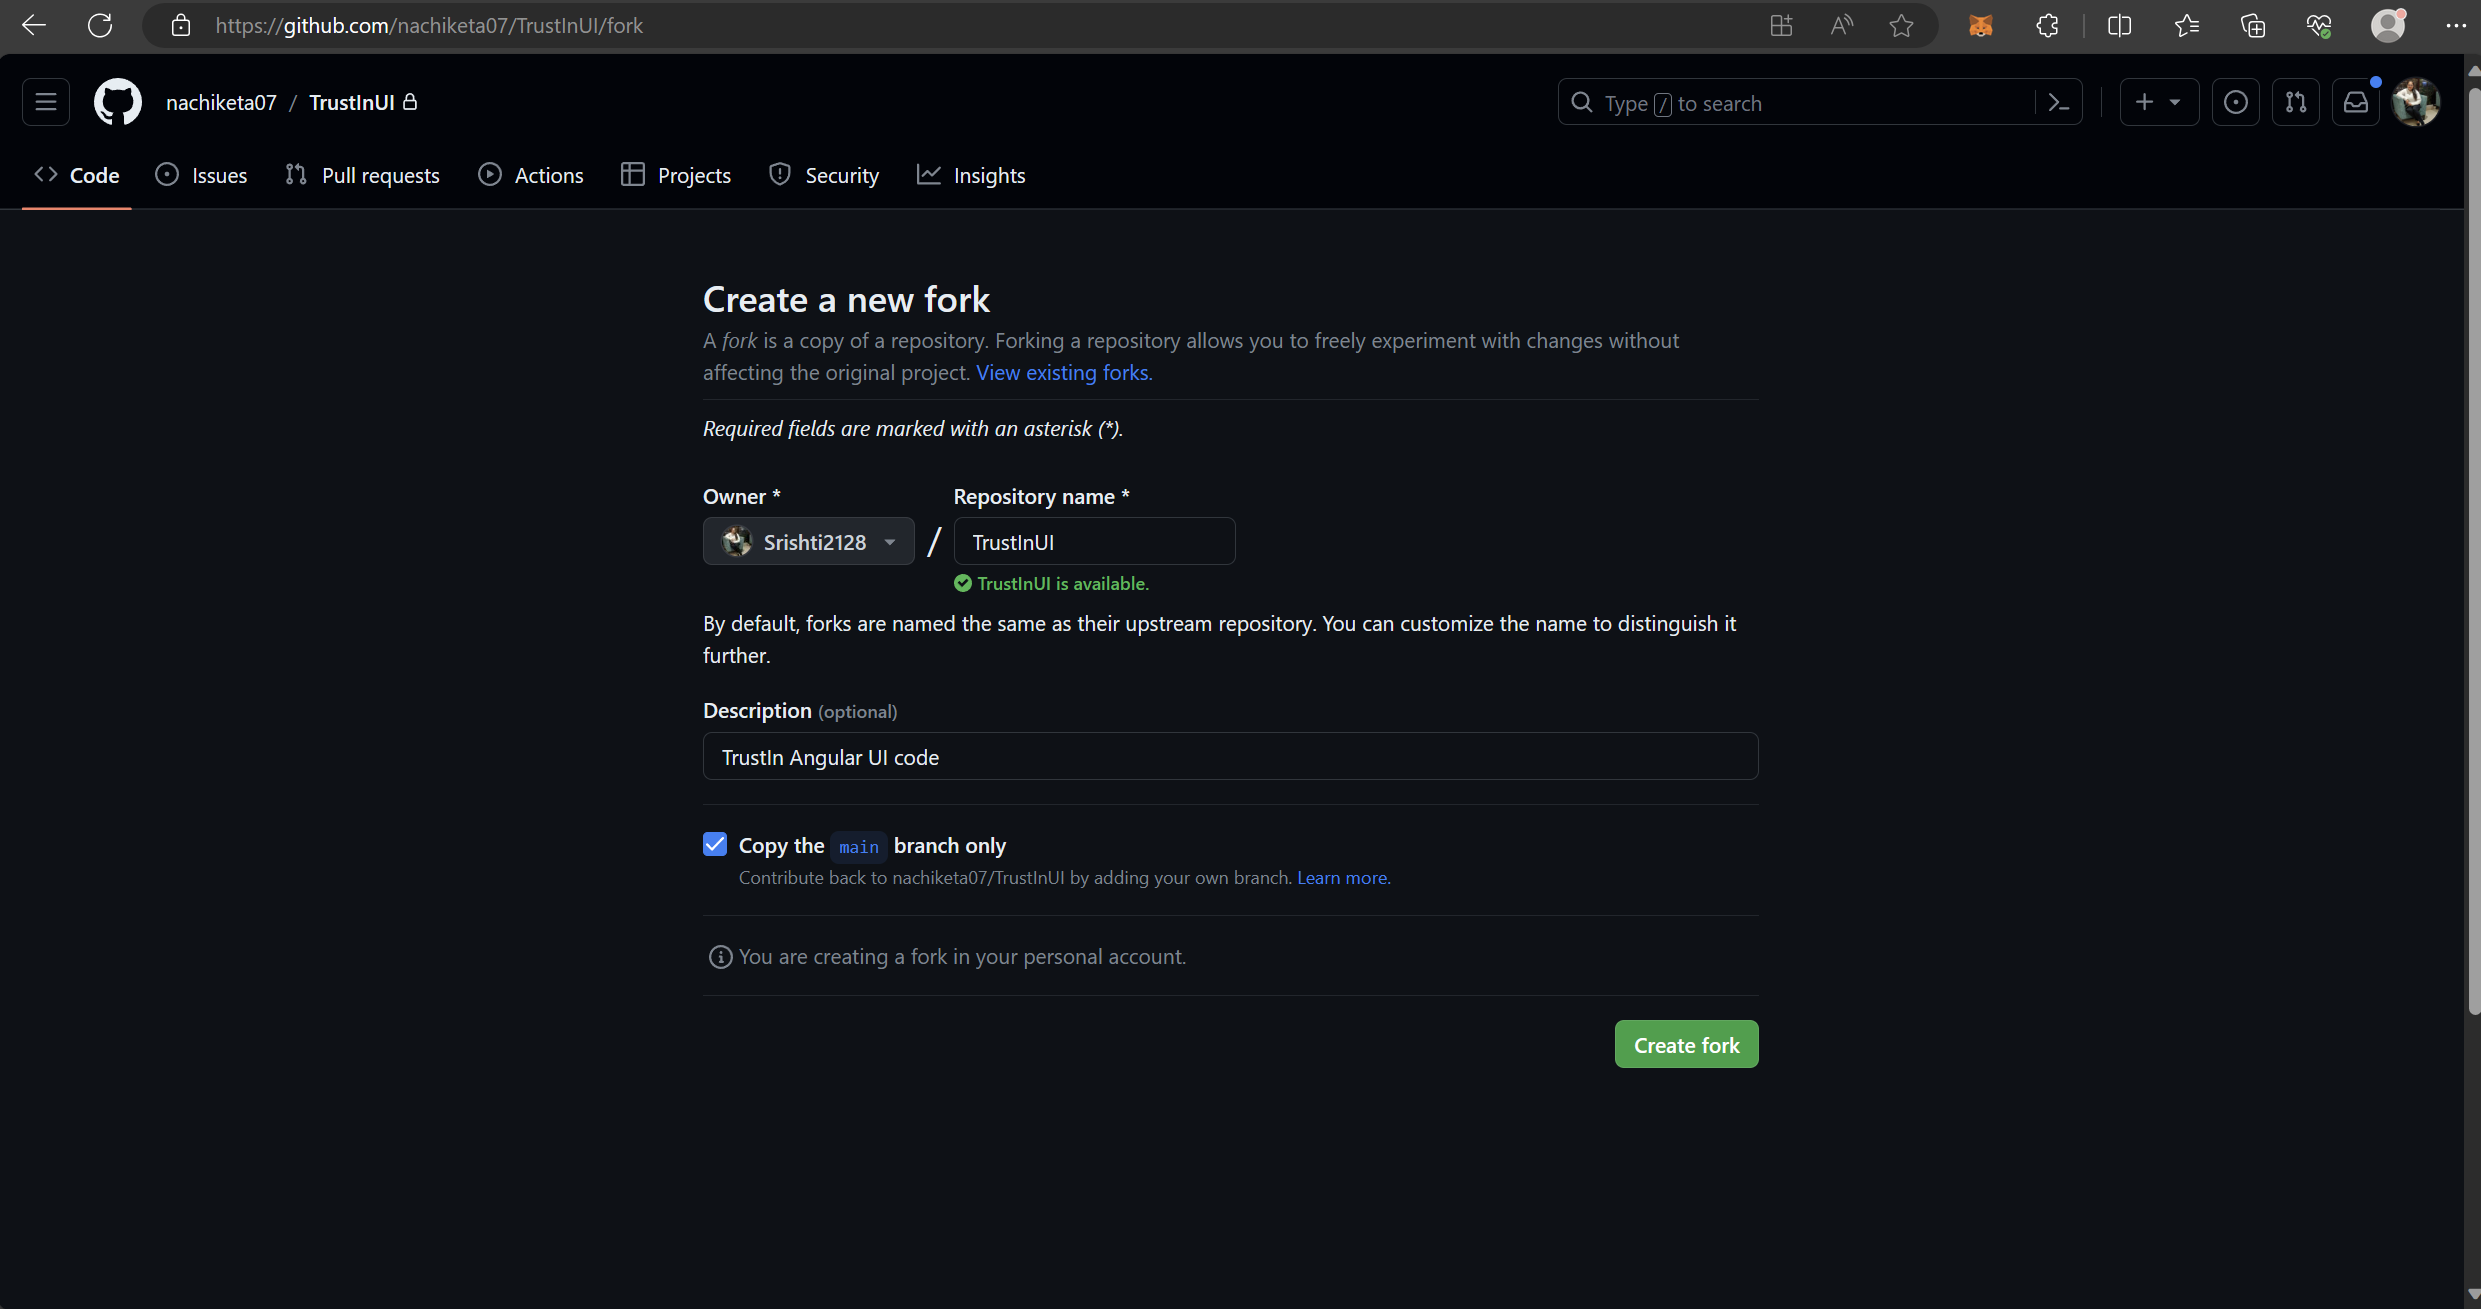 https://github.com/nachiketa07/TrustInUI/fork
nachiketa07 / TrustInUI
Type / to search
Code Issues Pull requests Actions Projects Security Insights
Create a new fork
A fork is a copy of a repository. Forking a repository allows you to freely experiment with changes without
affecting the original project. View existing forks.
Required fields are marked with an asterisk (*).
Owner * Repository name *
Srishti2128 / TrustInUI
TrustInUI is available.
By default, forks are named the same as their upstream repository. You can customize the name to distinguish it
further.
Description (optional)
TrustIn Angular UI code
Copy the main branch only
Contribute back to nachiketa07/TrustInUI by adding your own branch. Learn more.
You are creating a fork in your personal account.
Create fork